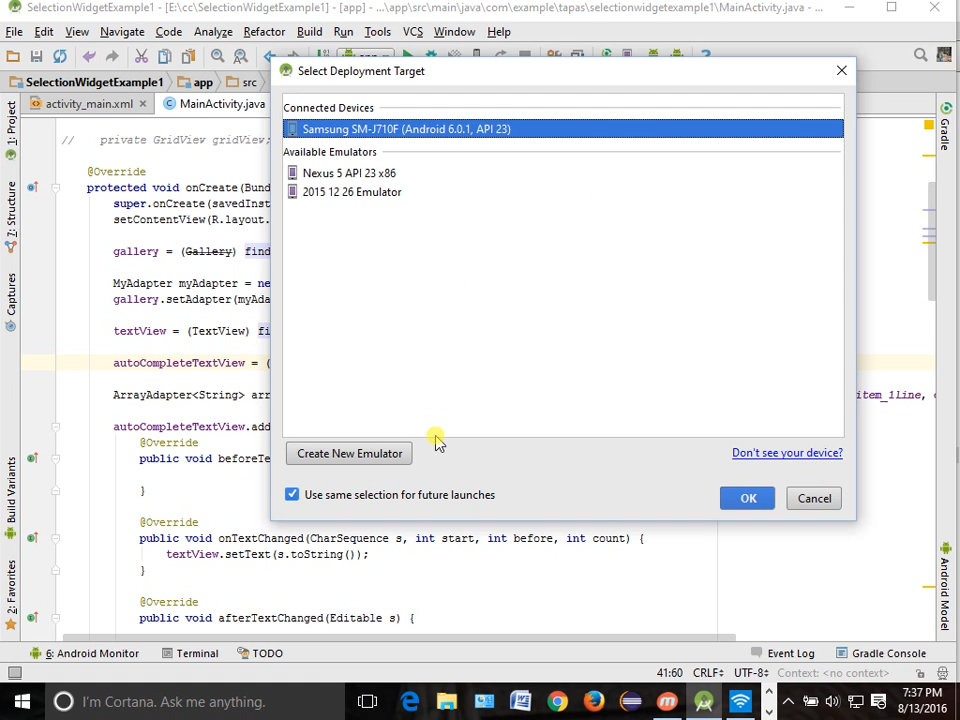 SelectionWidgetExample1 - [E:\cc\SelectionWidgetExample1] - [app] - ...\app\src\main\java\com\example\tapas\selectionwidgetexample1\MainActivity.java - ...
File Edit View Navigate Code Analyze Refactor Build Run Tools VCS Window Help
SelectionWidgetExample1 app src
Select Deployment Target
activity_main.xml MainActivity.java
Connected Devices
Samsung SM-J710F (Android 6.0.1, API 23)
Available Emulators
Nexus 5 API 23 x86
2015 12 26 Emulator
Create New Emulator
Don't see your device?
Use same selection for future launches
OK Cancel
// private GridView gridView;
@Override
protected void onCreate(Bund
super.onCreate(savedInst
setContentView(R.layout.
gallery = (Gallery) find
MyAdapter myAdapter = ne
gallery.setAdapter(myAda
textView = (TextView) fi
autoCompleteTextView = (
ArrayAdapter<String> arr item_1line,
autoCompleteTextView.add
@Override
public void beforeTe
}
@Override
public void onTextChanged(CharSequence s, int start, int before, int count) {
textView.setText(s.toString());
}
@Override
public void afterTextChanged(Editable s) {
1: Project
7: Structure
Captures
Build Variants
2: Favorites
Gradle
Android Model
6: Android Monitor Terminal TODO Event Log Gradle Console
41:60 CRLF UTF-8 Context: <no context>
I'm Cortana. Ask me anything.
7:37 PM
8/13/2016